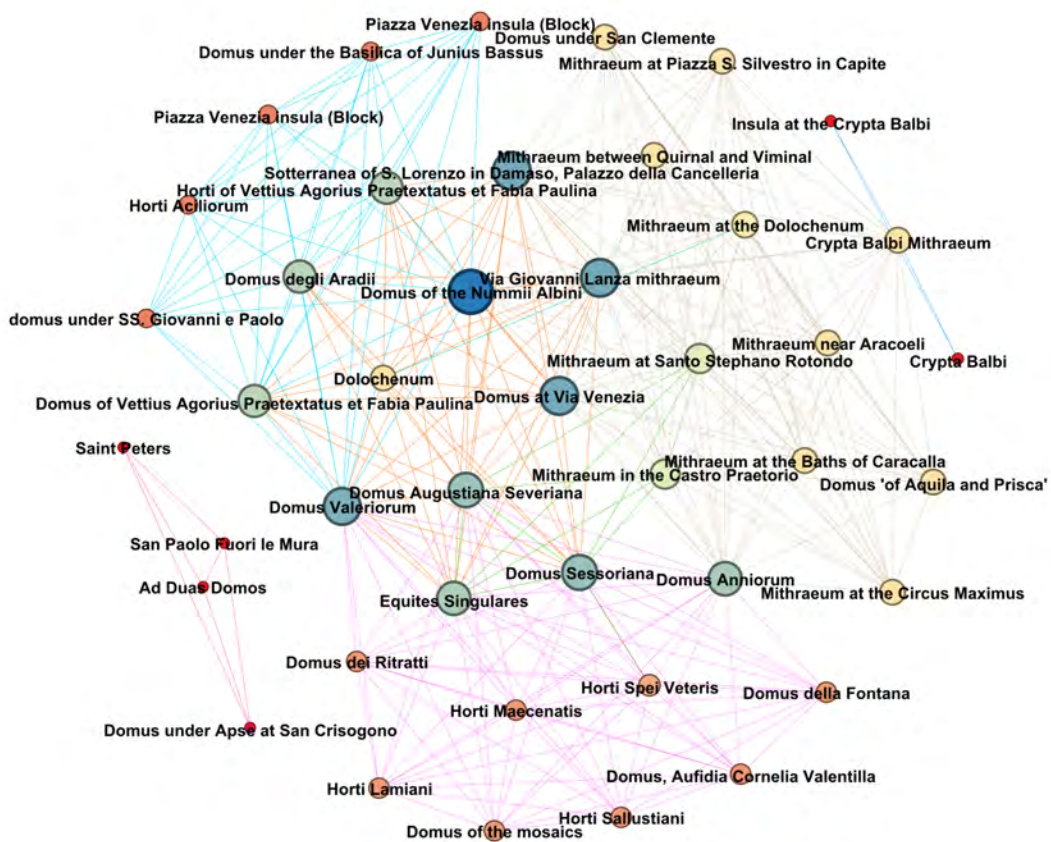 Piazza Venezia insula (Block)
Domus under San Clemente
Domus under the Basilica of Junius Bassus
Mithraeum at Piazza S. Silvestro in Capite
Piazza Venezia insula (Block)
Insula at the Crypta Balbi
Mithraeum between Quirnal and Viminal
Sotterranea of S. Lorenzo in Damaso, Palazzo della Cancelleria
Horti of Vettius Agorius Praetextatus et Fabia Paulina
Horti Aciliorum
Mithraeum at the Dolochenum
Crypta Balbi Mithraeum
Domus degli Aradii
Via Giovanni Lanza mithraeum
Domus of the Nummii Albini
domus under SS. Giovanni e Paolo
Mithraeum near Aracoeli
Mithraeum at Santo Stephano Rotondo
Crypta Balbi
Dolochenum
Domus at Via Venezia
Domus of Vettius Agorius Praetextatus et Fabia Paulina
Saint Peters
Mithraeum at the Baths of Caracalla
Mithraeum in the Castro Praetorio
Domus 'of Aquila and Prisca'
Domus Augustiana Severiana
Domus Valeriorum
San Paolo Fuori le Mura
Domus Sessoriana
Domus Anniorum
Ad Duas Domos
Equites Singulares
Mithraeum at the Circus Maximus
Domus dei Ritratti
Horti Spei Veteris
Domus della Fontana
Horti Maecenatis
Domus under Apse at San Crisogono
Domus, Aufidia Cornelia Valentilla
Horti Lamiani
Horti Sallustiani
Domus of the mosaics